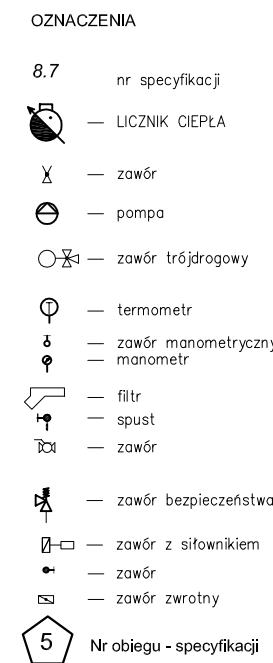 OZNACZENIA
8.7 nr specyfikacji
— LICZNIK CIEPŁA
— zawór
— pompa
— zawór trójdrogowy
T — termometr
— zawór manometryczny
— manometr
— filtr
— spust
— zawór
— zawór bezpieczeństwa
— zawór z siłownikiem
— zawór
— zawór zwrotny
5 Nr obiegu - specyfikacji